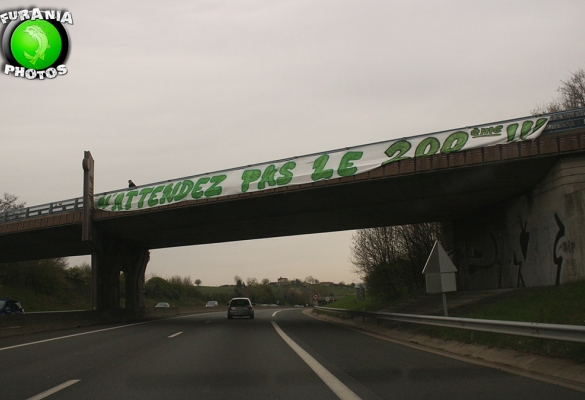 FURANIA
PHOTOS
N'ATTENDEZ PAS LE 200ème !!!